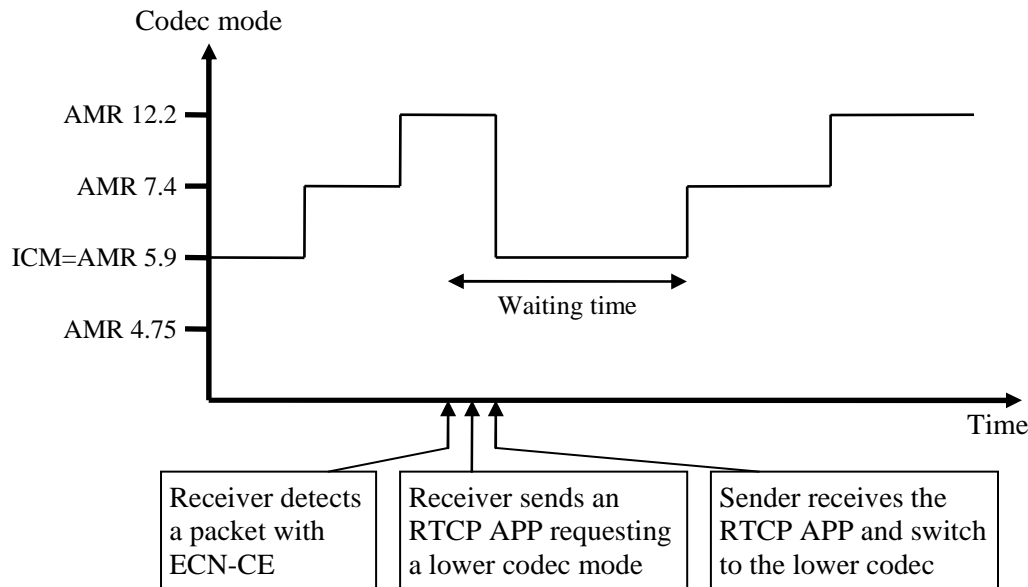 Codec mode
AMR 12.2
AMR 7.4
ICM=AMR 5.9
Waiting time
AMR 4.75
Time
Receiver detects
a packet with
ECN-CE
Receiver sends an
RTCP APP requesting
a lower codec mode
Sender receives the
RTCP APP and switch
to the lower codec